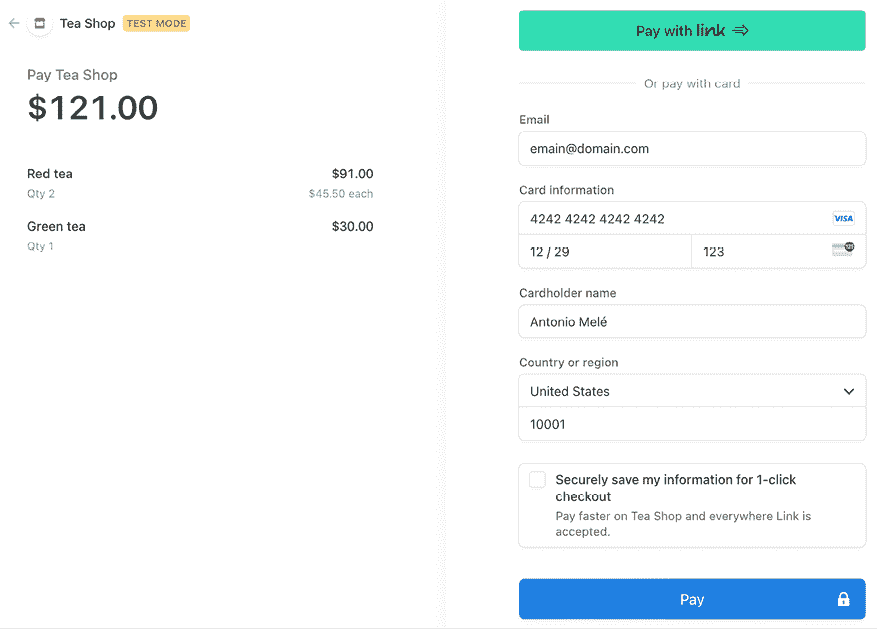 Tea Shop TEST MODE
Pay Tea Shop
$121.00
Red tea $91.00
Qty 2 $45.50 each
Green tea $30.00
Qty 1
Pay with link
Or pay with card
Email
emain@domain.com
Card information
4242 4242 4242 4242 VISA
12 / 29 123
Cardholder name
Antonio Melé
Country or region
United States
10001
Securely save my information for 1-click
checkout
Pay faster on Tea Shop and everywhere Link is
accepted.
Pay